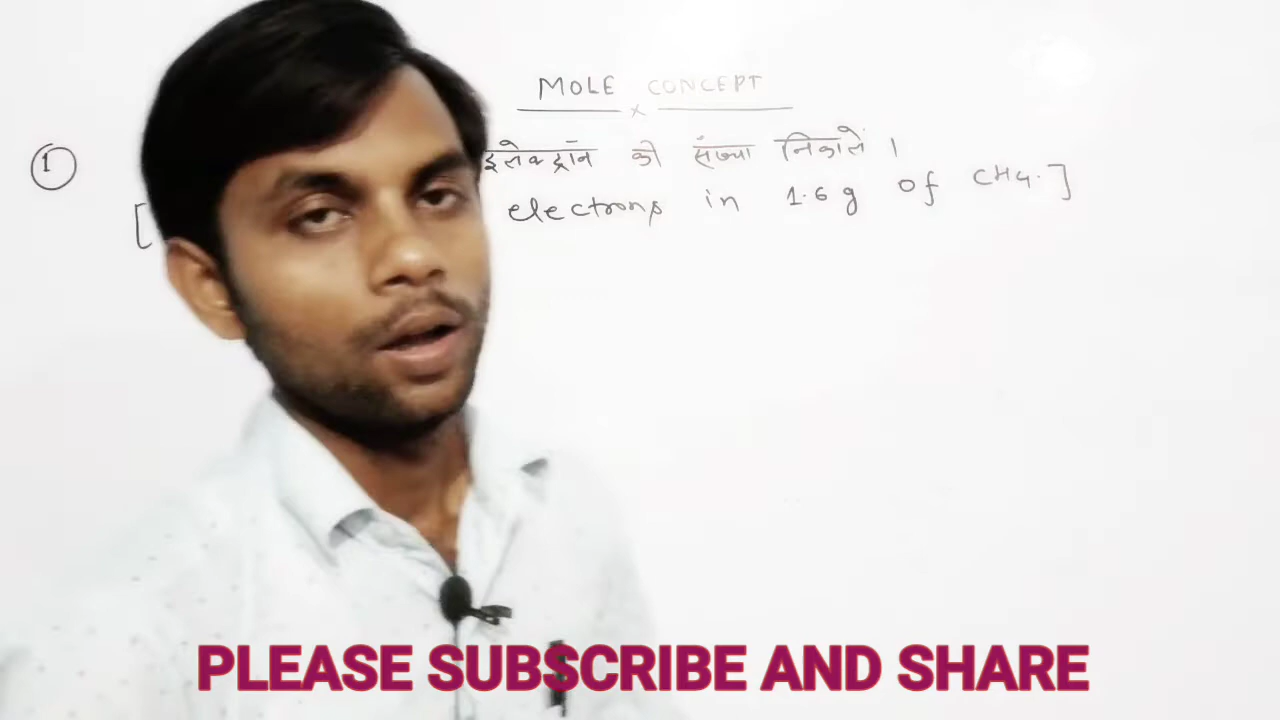 MOLE CONCEPT
x
1 इलेक्ट्रॉन की संख्या निकालें ।
[ electrons in 1.6 g of CH4. ]
PLEASE SUBSCRIBE AND SHARE